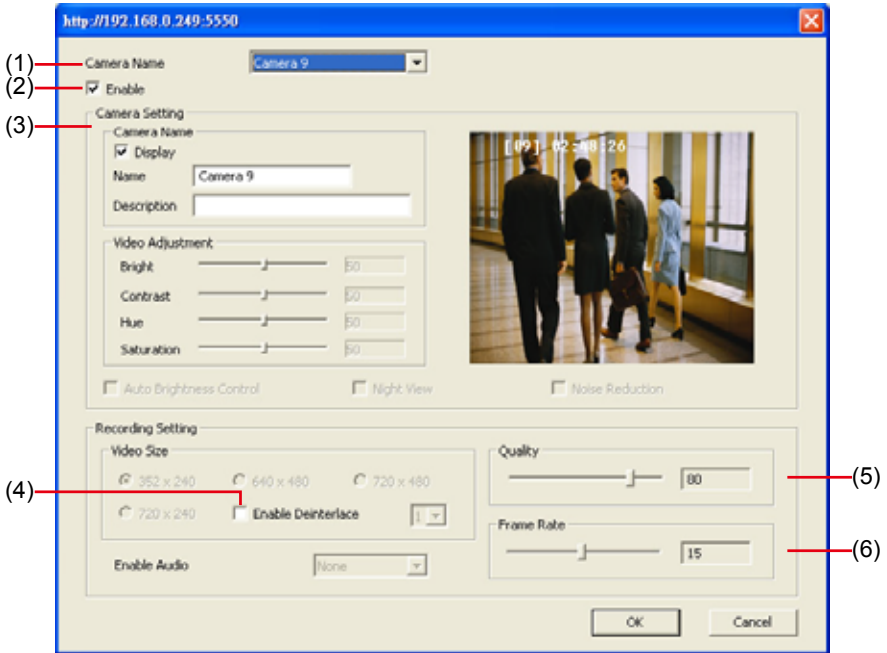 http://192.168.0.249:5550
(1) Camera Name Camera 9
(2) Enable
(3) Camera Setting
Camera Name
Display
Name Camera 9
Description
[09] 02:48:26
Video Adjustment
Bright 50
Contrast 50
Hue 50
Saturation 50
Auto Brightness Control Night View Noise Reduction
Recording Setting
Video Size
352 x 240 640 x 480 720 x 480
(4) 720 x 240 Enable Deinterlace 1
Enable Audio None
Quality
80 (5)
Frame Rate
15 (6)
OK Cancel